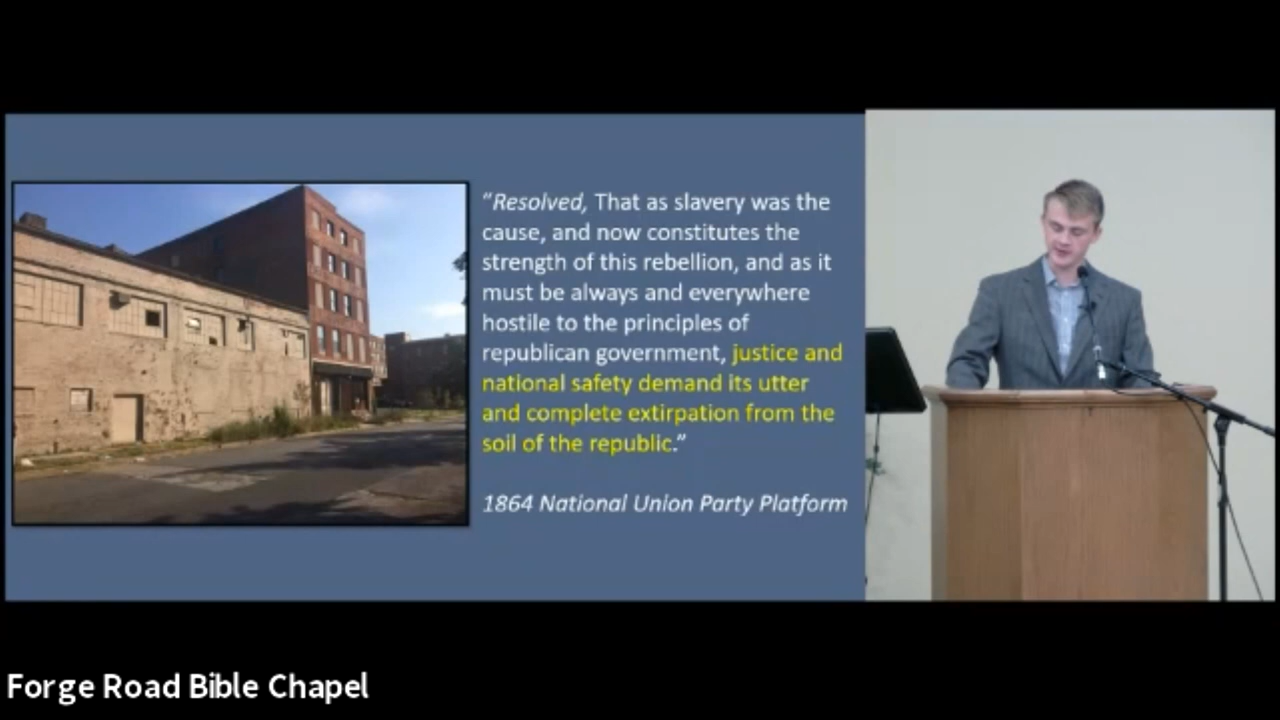 “Resolved, That as slavery was the
cause, and now constitutes the
strength of this rebellion, and as it
must be always and everywhere
hostile to the principles of
republican government, justice and
national safety demand its utter
and complete extirpation from the
soil of the republic.”
1864 National Union Party Platform
Forge Road Bible Chapel